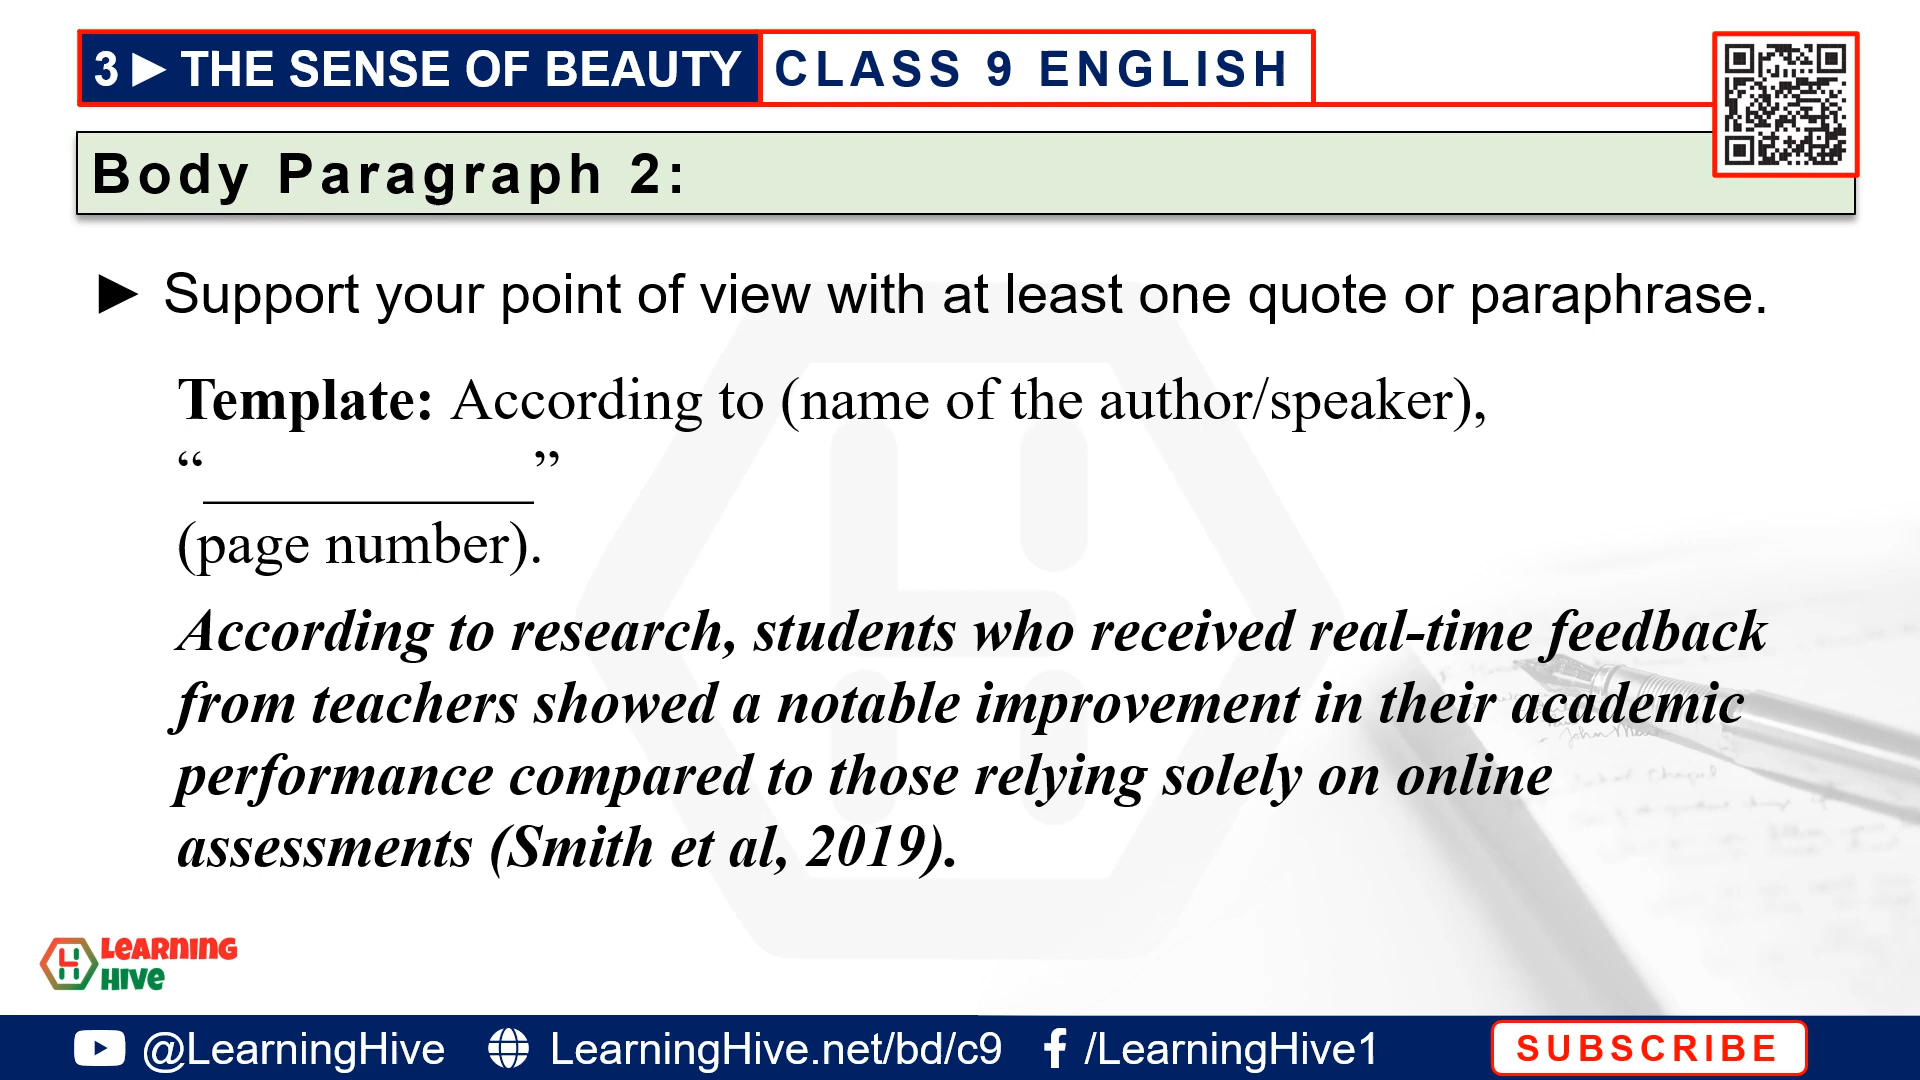 3 ► THE SENSE OF BEAUTY CLASS 9 ENGLISH
Body Paragraph 2:
► Support your point of view with at least one quote or paraphrase.
Template: According to (name of the author/speaker),
“____________”
(page number).
According to research, students who received real-time feedback
from teachers showed a notable improvement in their academic
performance compared to those relying solely on online
assessments (Smith et al, 2019).
LEARNING
HIVE
@LearningHive LearningHive.net/bd/c9 /LearningHive1 SUBSCRIBE